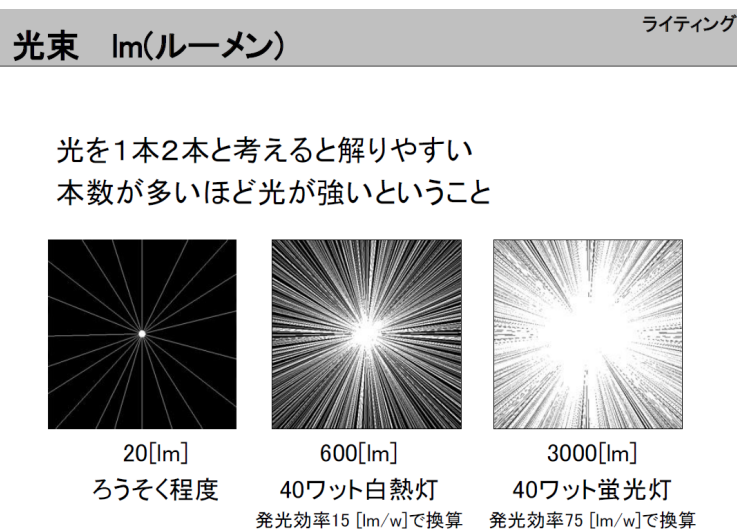 ライティング
光束　lm(ルーメン)
光を１本２本と考えると解りやすい
本数が多いほど光が強いということ
20[lm]　600[lm]　3000[lm]
ろうそく程度　40ワット白熱灯　40ワット蛍光灯
発光効率15 [lm/w]で換算　発光効率75 [lm/w]で換算